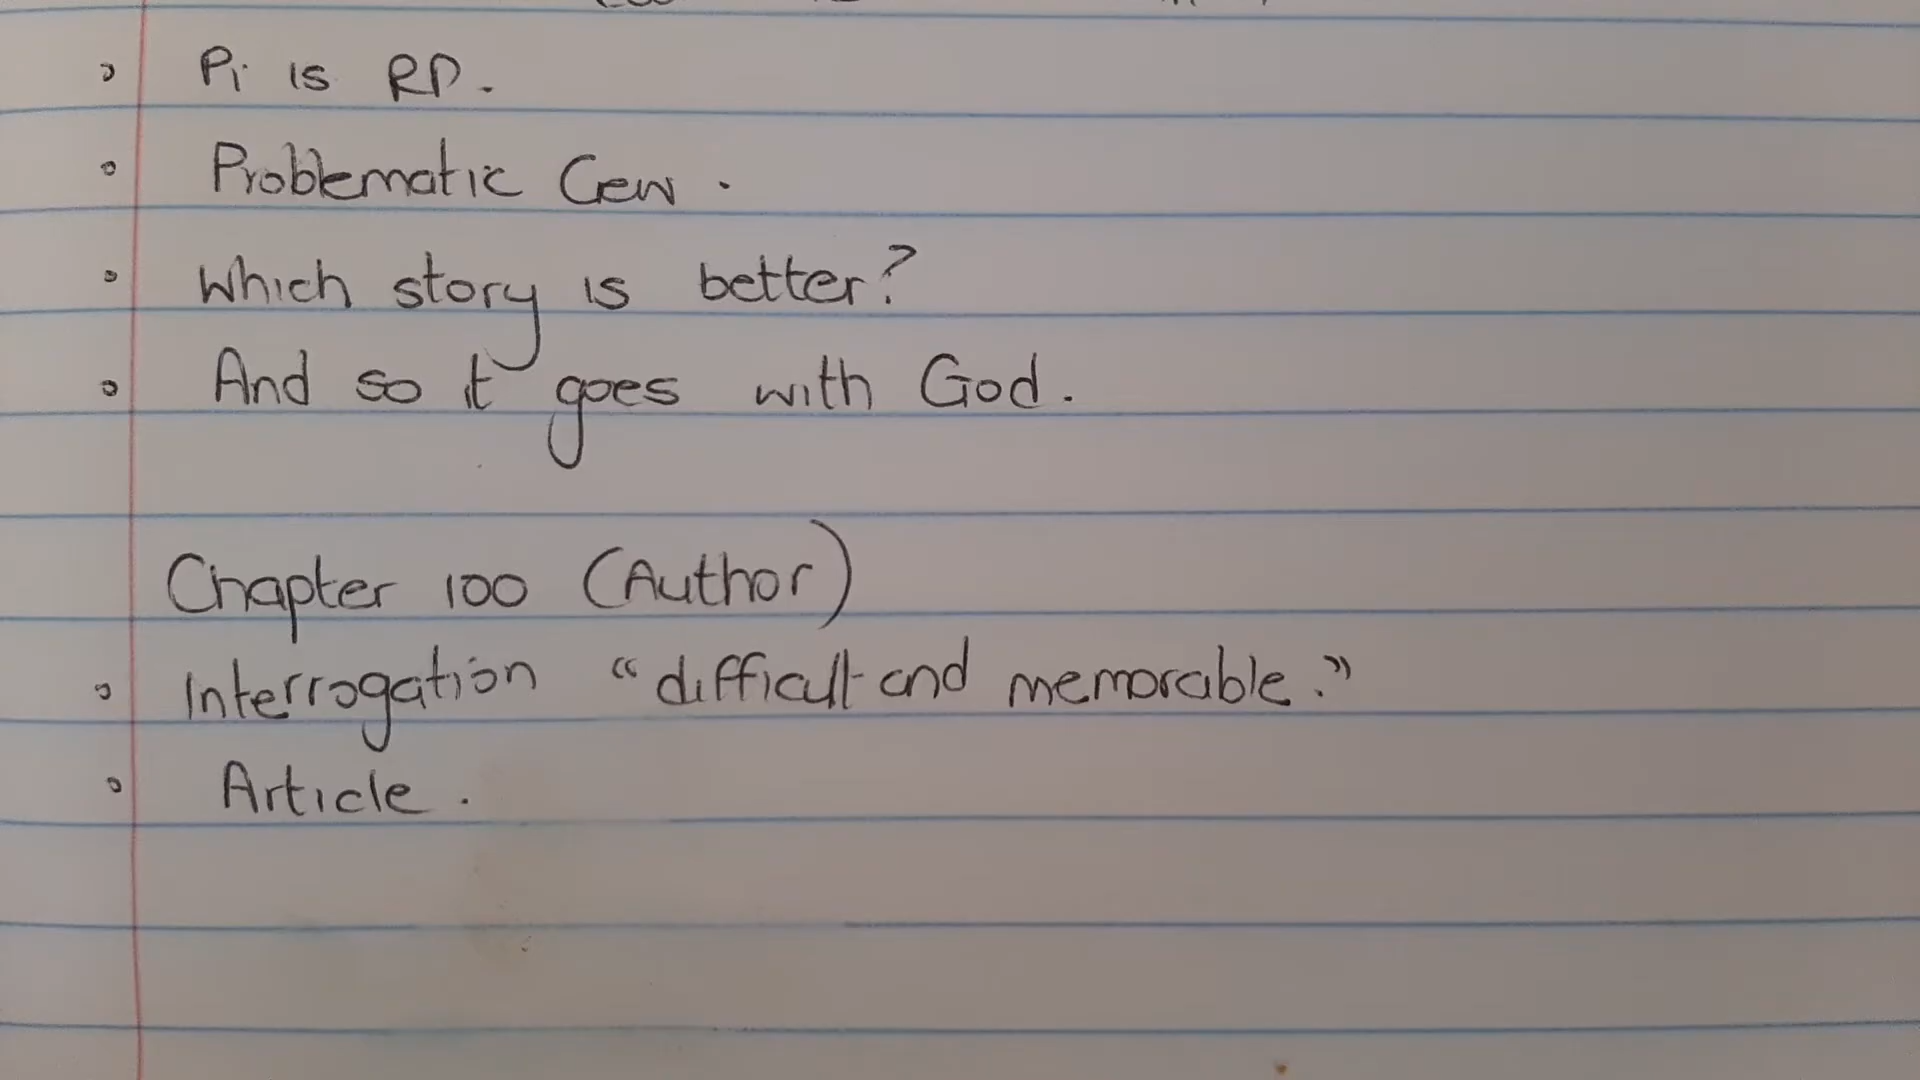 Pi is RP.
Problematic Crew.
Which story is better?
And so it goes with God.
Chapter 100 (Author)
Interrogation "difficult and memorable."
Article.